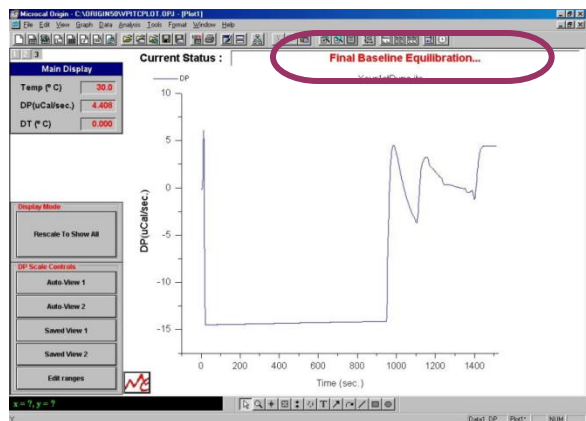 Microcal Origin - C:\ORIGIN50\VPITCPLOT.OPJ - [Plot1]
File Edit View Graph Data Analysis Tools Format Window Help
3
Current Status : Final Baseline Equilibration...
Main Display
Temp (º C) 30.0
DP(uCal/sec.) 4.408
DT (º C) 0.000
Display Mode
Rescale To Show All
DP Scale Controls
Auto-View 1
Auto-View 2
Saved View 1
Saved View 2
Edit ranges
DP
10
5
0
-5
-10
-15
DP(uCal/sec.)
0 200 400 600 800 1000 1200 1400
Time (sec.)
x = ?, y = ?
T
Data1_DP Plot1* NUM